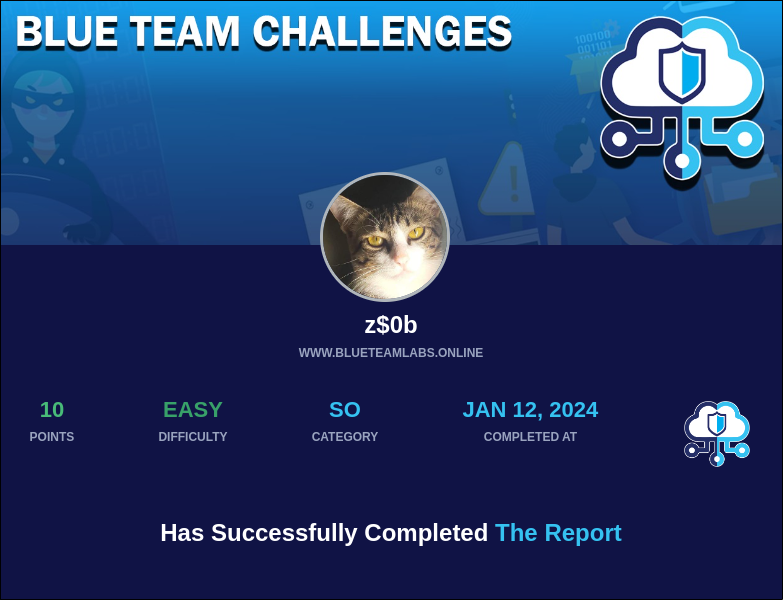 BLUE TEAM CHALLENGES
z$0b
WWW.BLUETEAMLABS.ONLINE
10
POINTS
EASY
DIFFICULTY
SO
CATEGORY
JAN 12, 2024
COMPLETED AT
Has Successfully Completed The Report